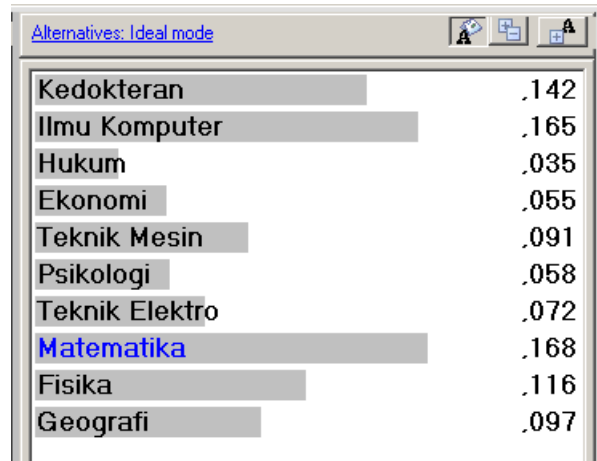 Alternatives: Ideal mode
Kedokteran ,142
Ilmu Komputer ,165
Hukum ,035
Ekonomi ,055
Teknik Mesin ,091
Psikologi ,058
Teknik Elektro ,072
Matematika ,168
Fisika ,116
Geografi ,097